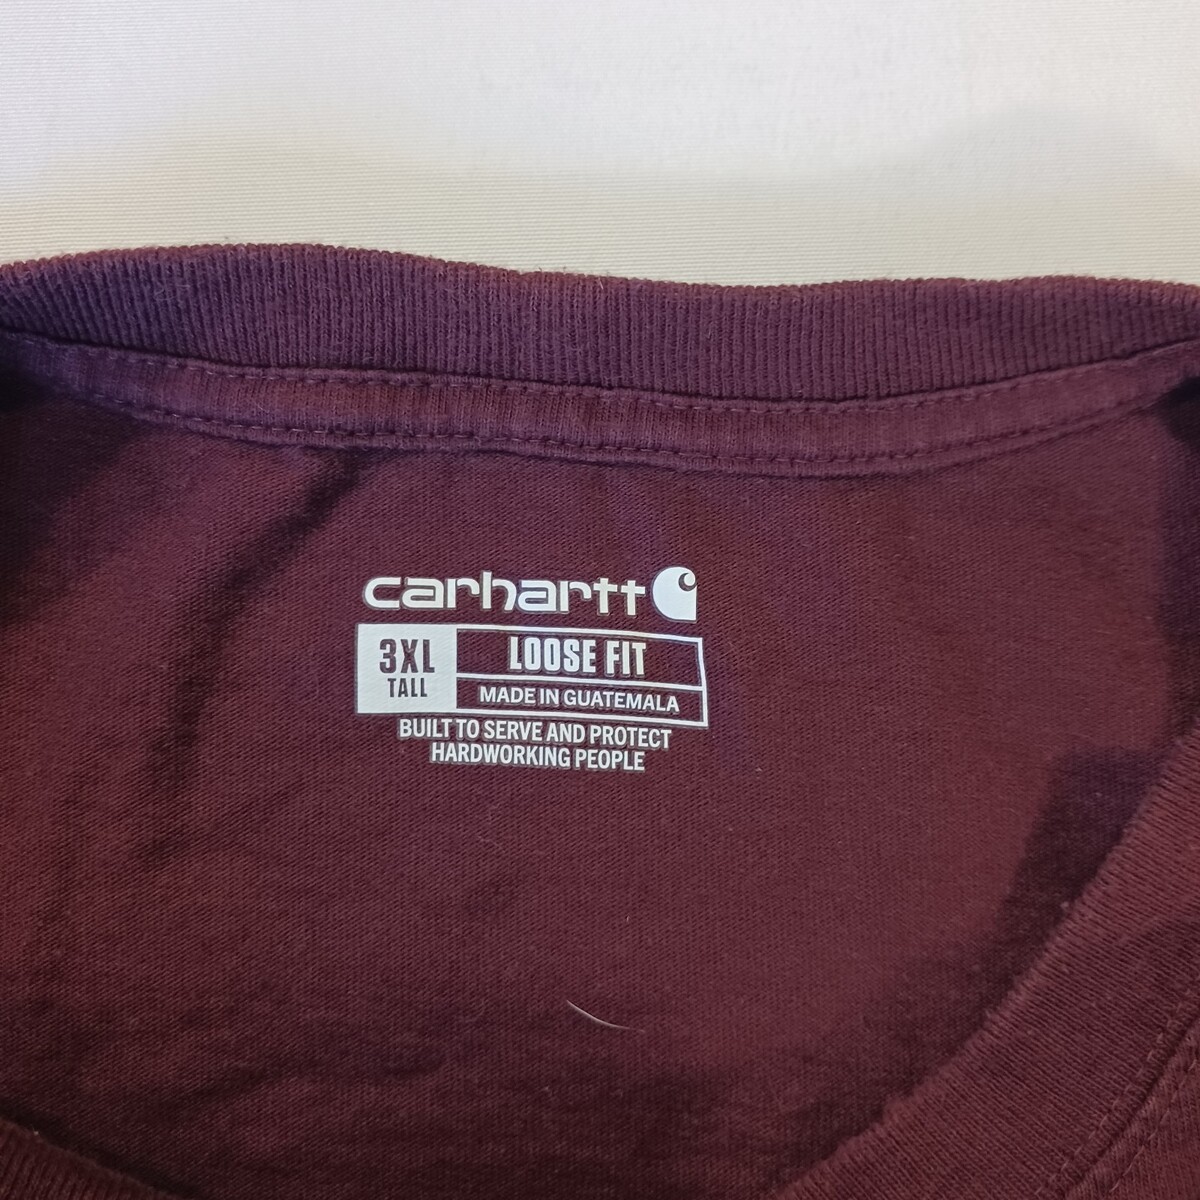 carhartt
3XL
TALL
LOOSE FIT
MADE IN GUATEMALA
BUILT TO SERVE AND PROTECT
HARDWORKING PEOPLE